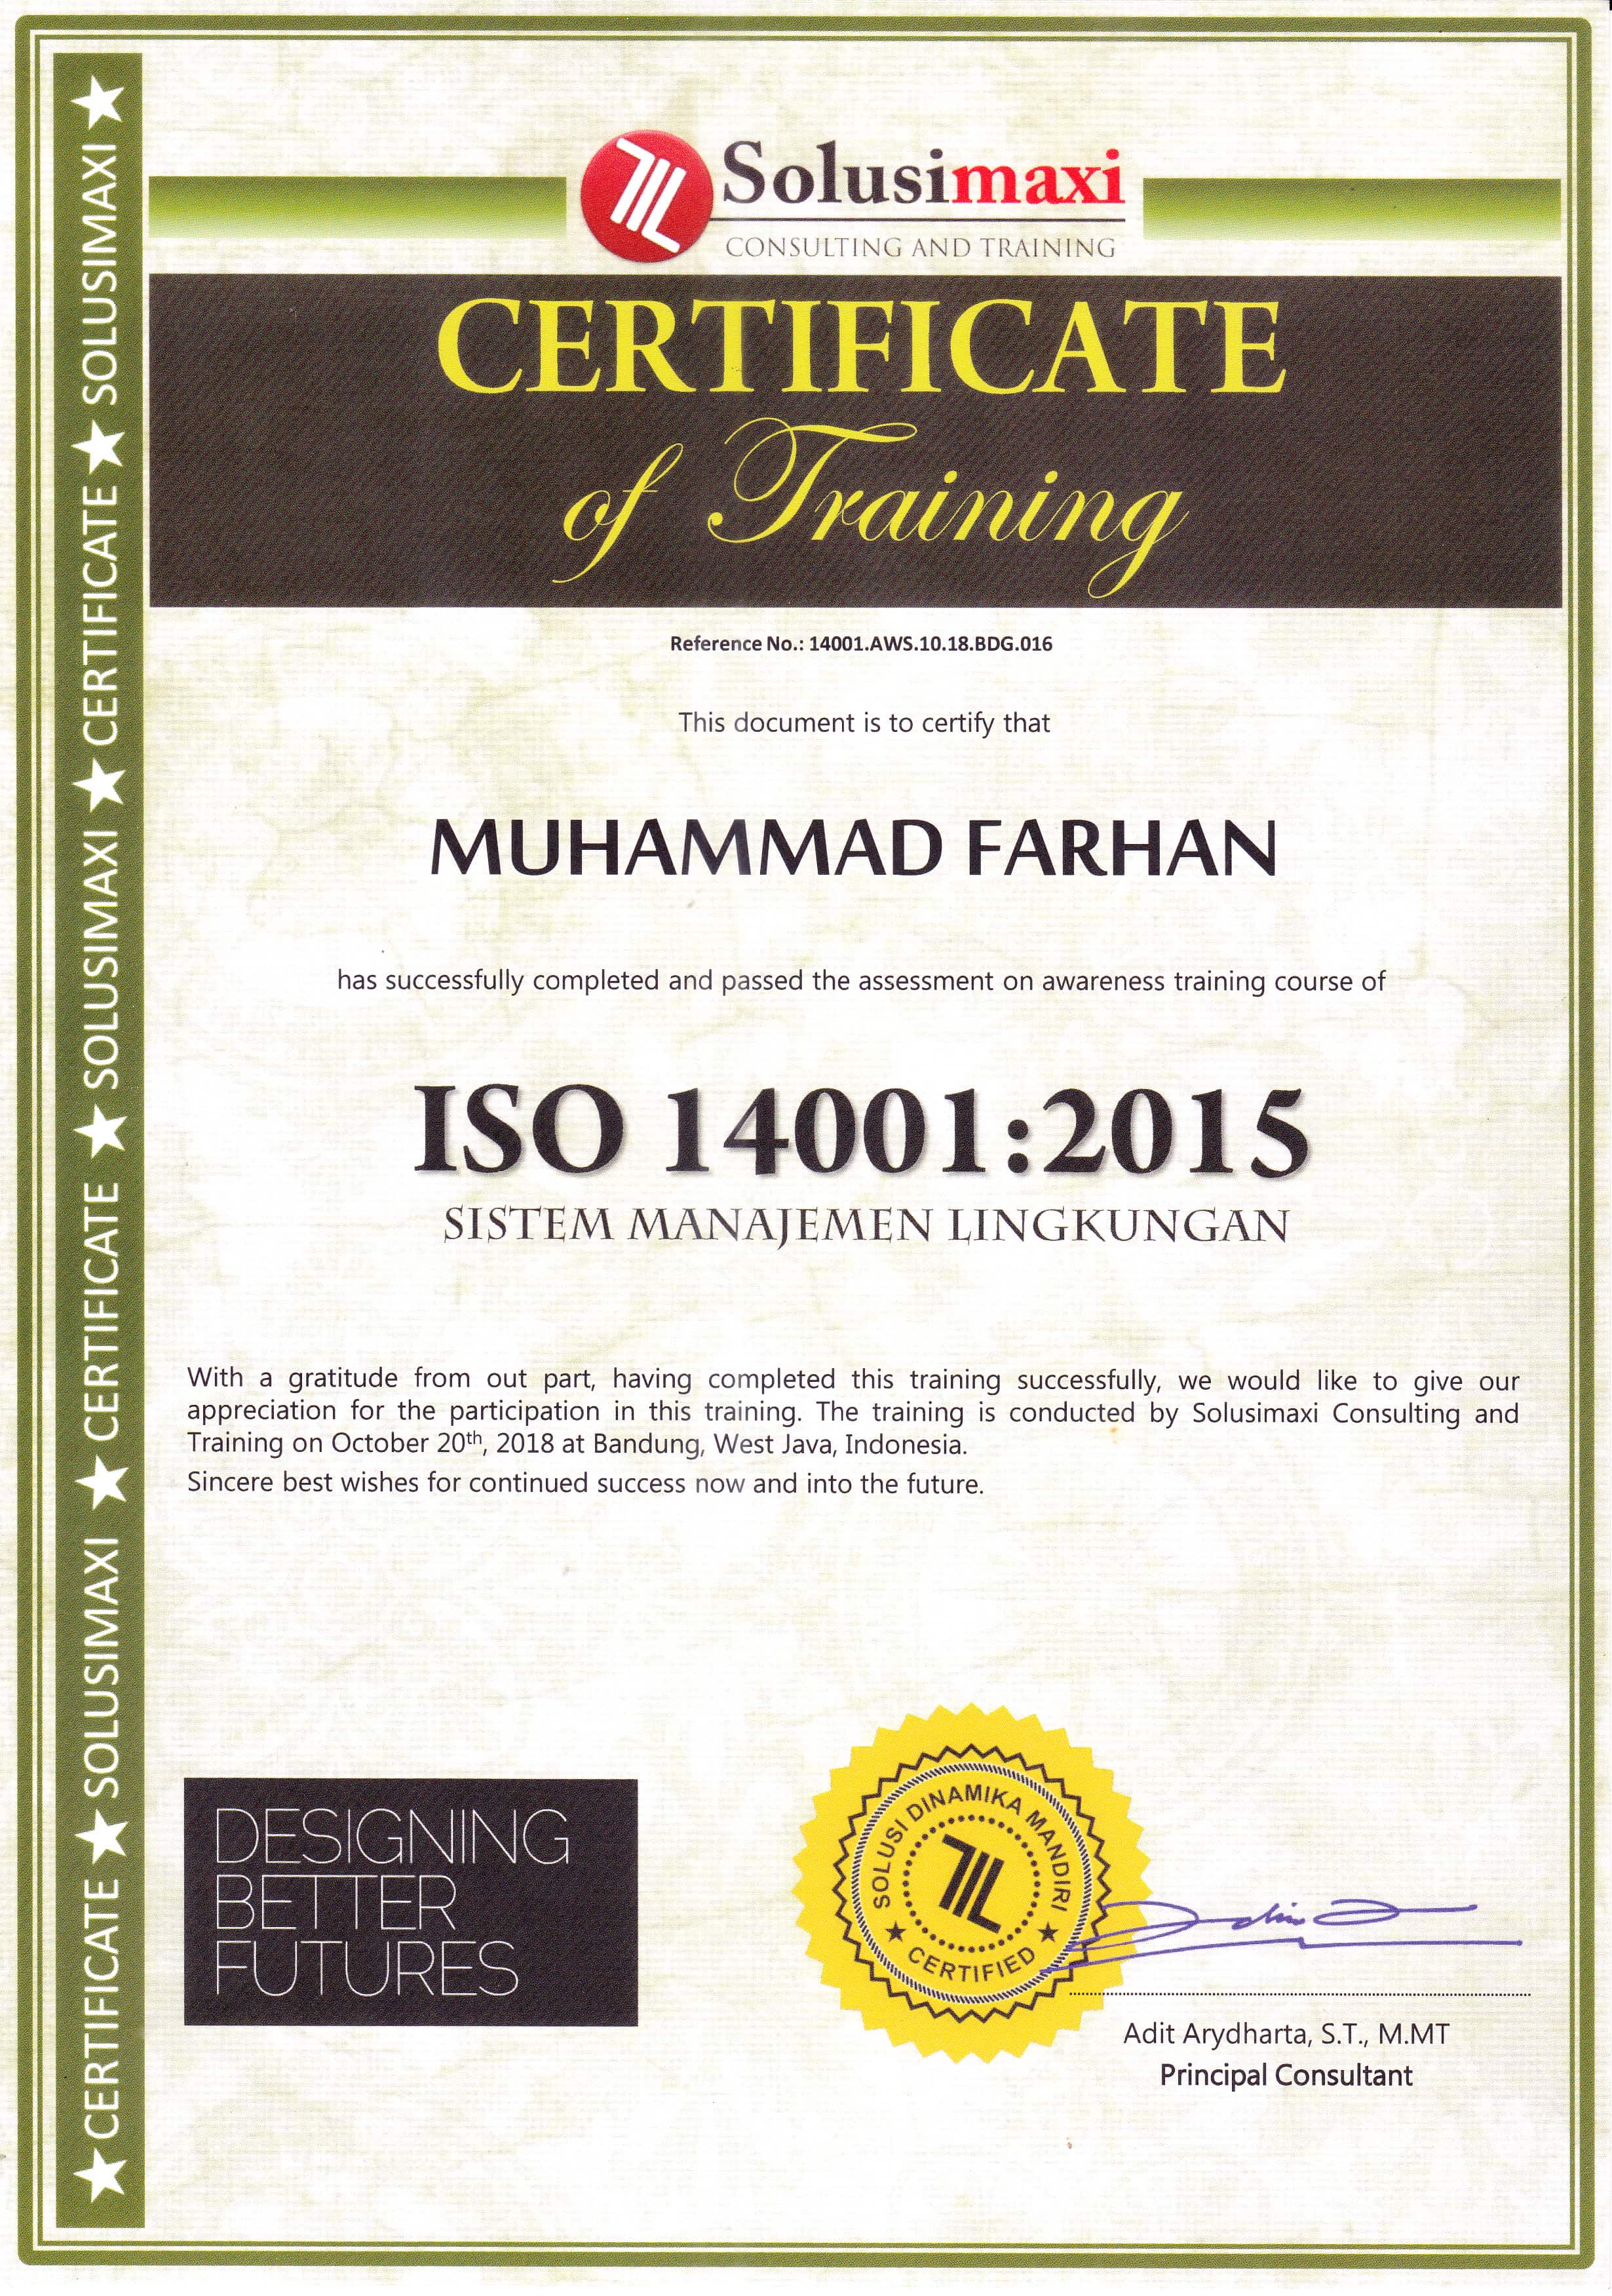 Solusimaxi
CONSULTING AND TRAINING
CERTIFICATE
of Training
Reference No.: 14001.AWS.10.18.BDG.016
This document is to certify that
MUHAMMAD FARHAN
has successfully completed and passed the assessment on awareness training course of
ISO 14001:2015
SISTEM MANAJEMEN LINGKUNGAN
With a gratitude from out part, having completed this training successfully, we would like to give our
appreciation for the participation in this training. The training is conducted by Solusimaxi Consulting and
Training on October 20th, 2018 at Bandung, West Java, Indonesia.
Sincere best wishes for continued success now and into the future.
DESIGNING
BETTER
FUTURES
SOLUSI DINAMIKA MANDIRI
★ CERTIFIED ★
Adit Arydharta, S.T., M.MT
Principal Consultant
★ CERTIFICATE ★ SOLUSIMAXI ★ CERTIFICATE ★ SOLUSIMAXI ★ CERTIFICATE ★ SOLUSIMAXI ★